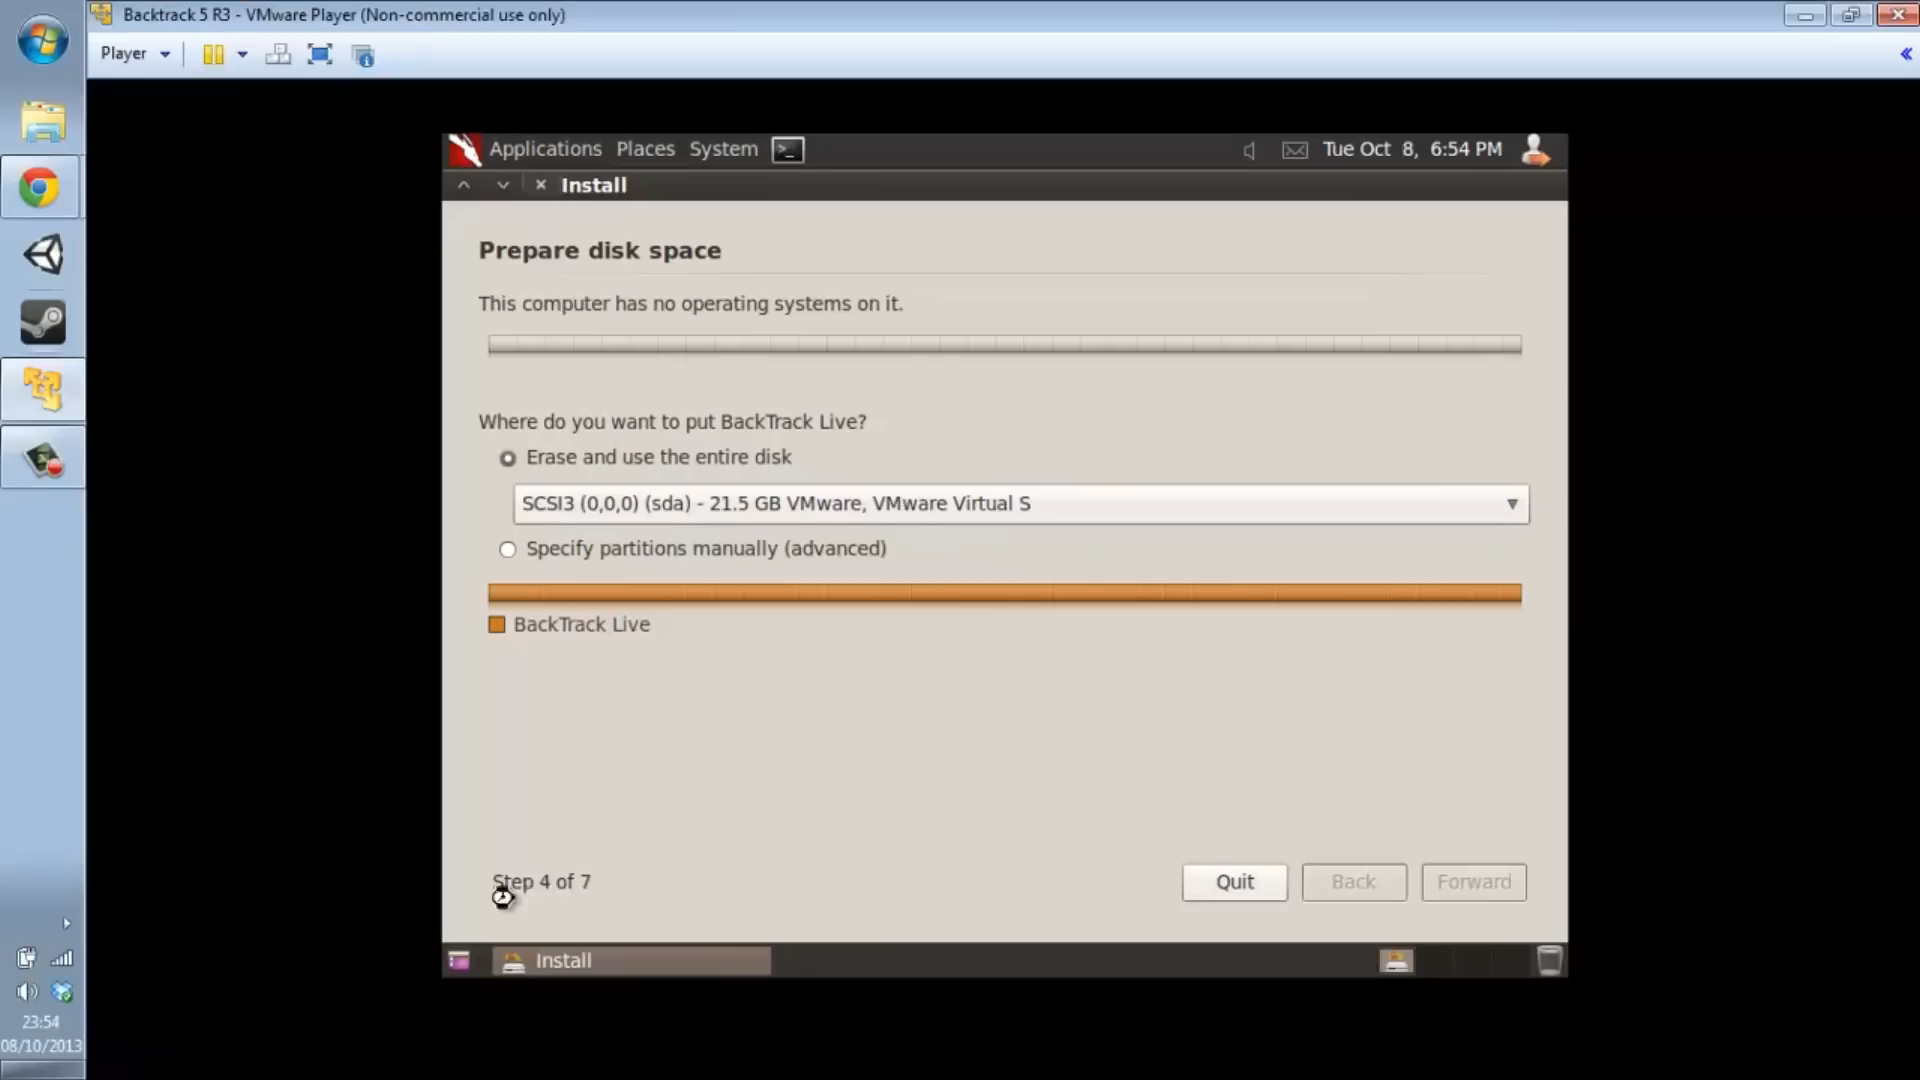 Backtrack 5 R3 - VMware Player (Non-commercial use only)
Player
Applications Places System Tue Oct 8, 6:54 PM
Install
Prepare disk space
This computer has no operating systems on it.
Where do you want to put BackTrack Live?
Erase and use the entire disk
SCSI3 (0,0,0) (sda) - 21.5 GB VMware, VMware Virtual S
Specify partitions manually (advanced)
BackTrack Live
Step 4 of 7
Quit Back Forward
Install
23:54
08/10/2013